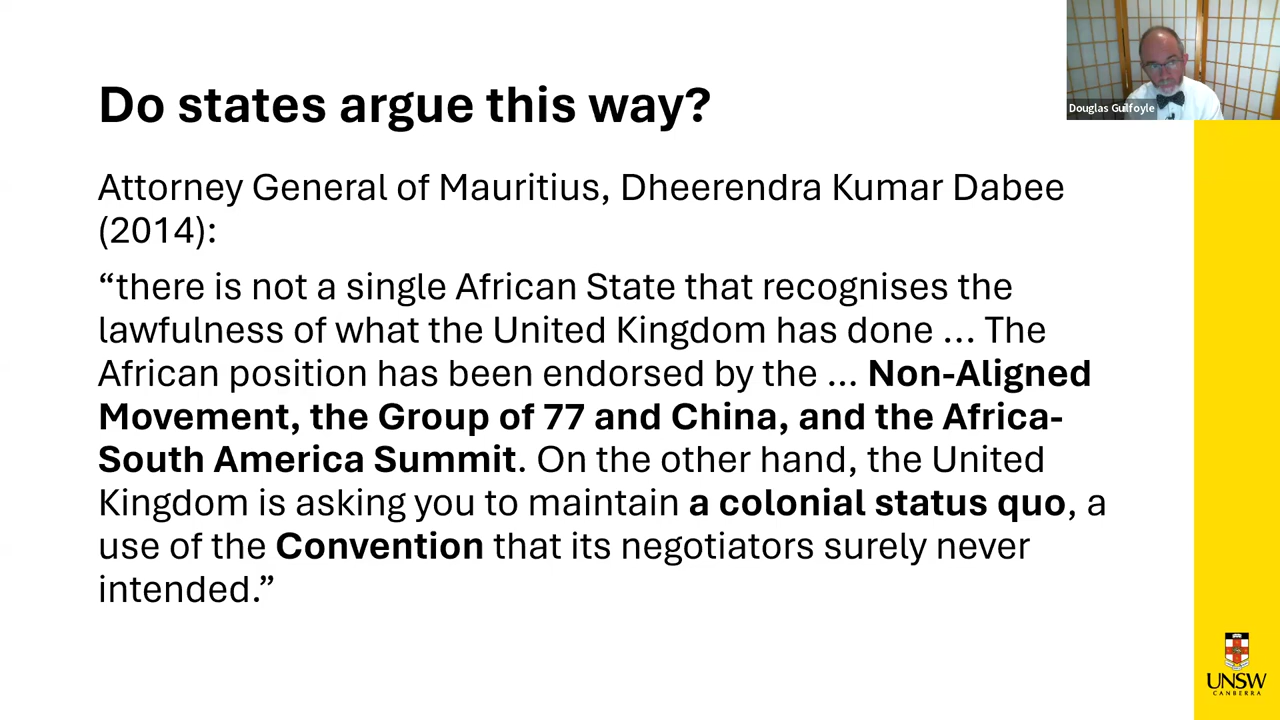 Do states argue this way?
Douglas Guilfoyle
Attorney General of Mauritius, Dheerendra Kumar Dabee
(2014):
“there is not a single African State that recognises the
lawfulness of what the United Kingdom has done ... The
African position has been endorsed by the ... Non-Aligned
Movement, the Group of 77 and China, and the Africa-
South America Summit. On the other hand, the United
Kingdom is asking you to maintain a colonial status quo, a
use of the Convention that its negotiators surely never
intended.”
UNSW
CANBERRA